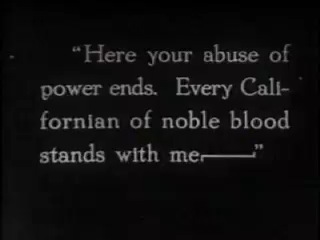 “Here your abuse of
power ends. Every Cali-
fornian of noble blood
stands with me——”